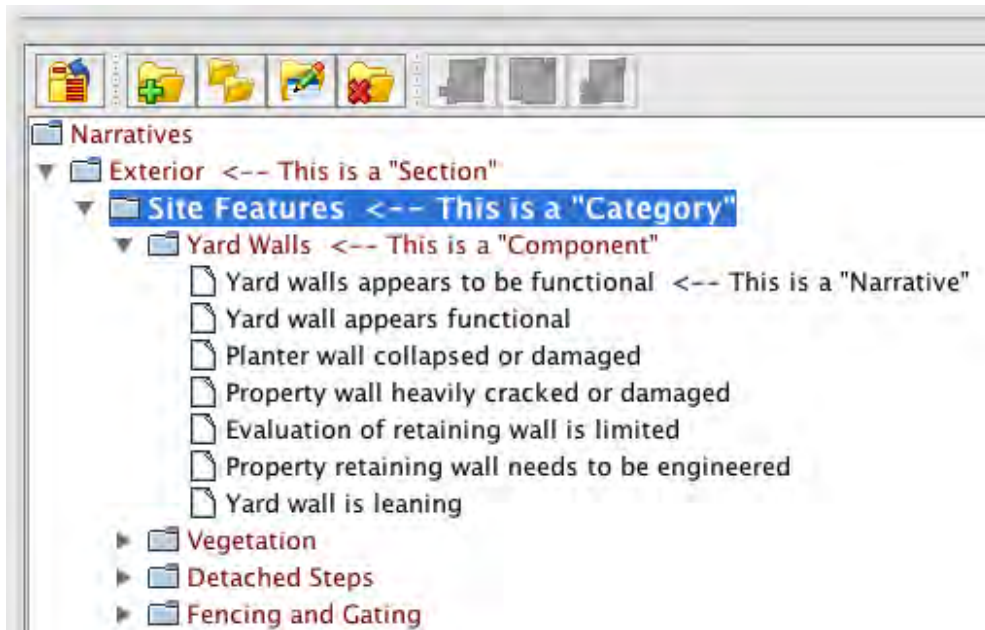 Narratives
Exterior <-- This is a "Section"
Site Features <-- This is a "Category"
Yard Walls <-- This is a "Component"
Yard walls appears to be functional <-- This is a "Narrative"
Yard wall appears functional
Planter wall collapsed or damaged
Property wall heavily cracked or damaged
Evaluation of retaining wall is limited
Property retaining wall needs to be engineered
Yard wall is leaning
Vegetation
Detached Steps
Fencing and Gating